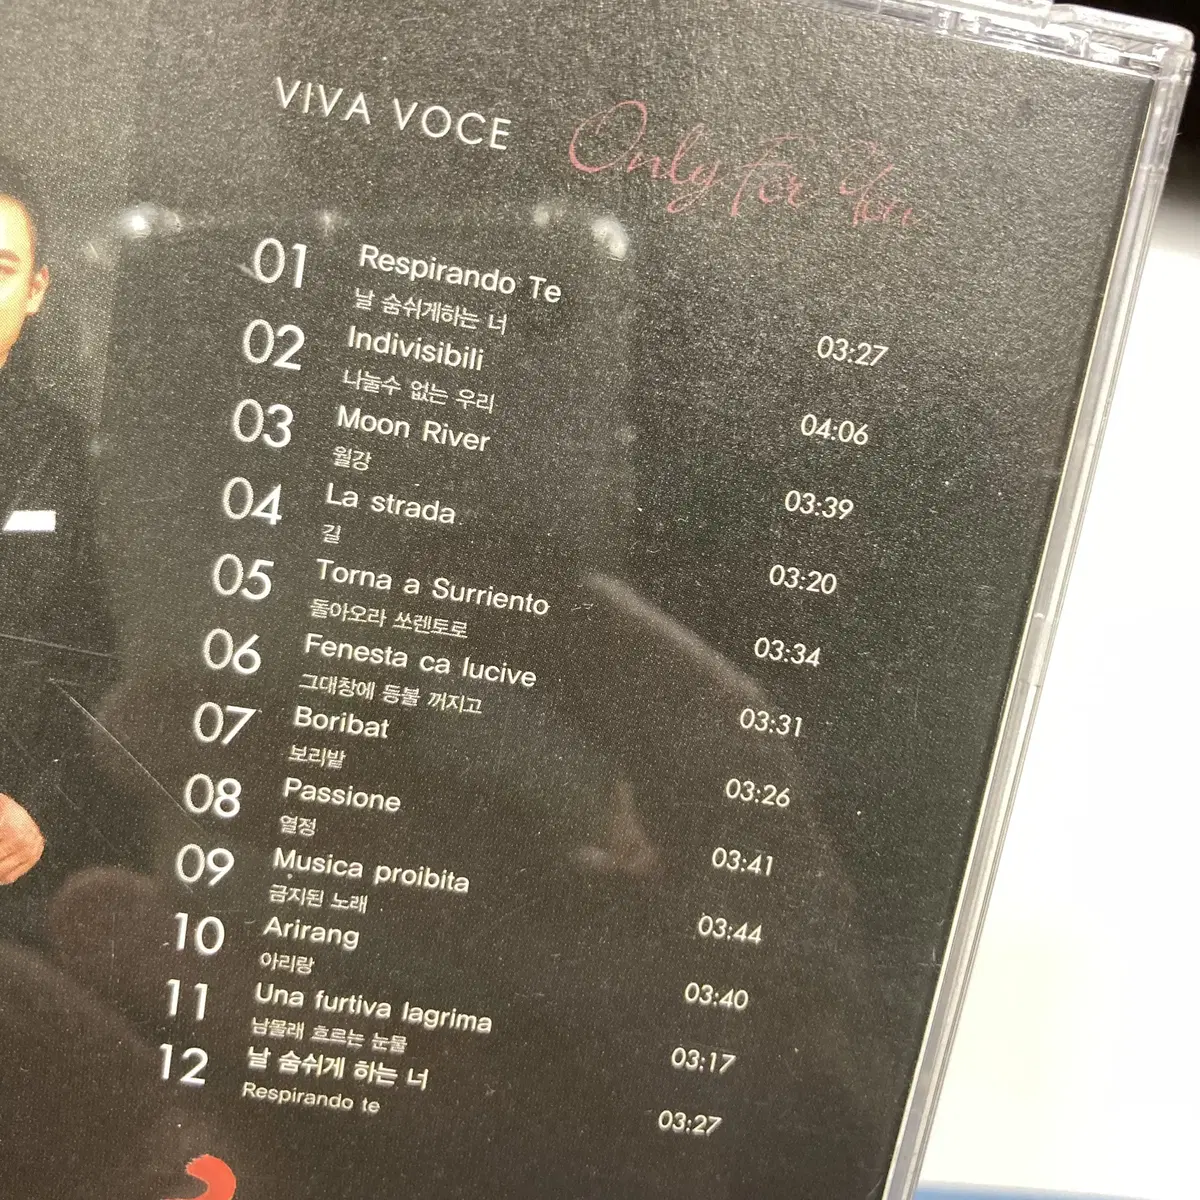 VIVA VOCE Only For You
01 Respirando Te 03:27
날 숨쉬게하는 너
02 Indivisibili 04:06
나눌수 없는 우리
03 Moon River 03:39
월강
04 La strada 03:20
길
05 Torna a Surriento 03:34
돌아오라 쏘렌토로
06 Fenesta ca lucive 03:31
그대창에 등불 꺼지고
07 Boribat 03:26
보리밭
08 Passione 03:41
열정
09 Musica proibita 03:44
금지된 노래
10 Arirang 03:40
아리랑
11 Una furtiva lagrima 03:17
남몰래 흐르는 눈물
12 날 숨쉬게 하는 너 03:27
Respirando te